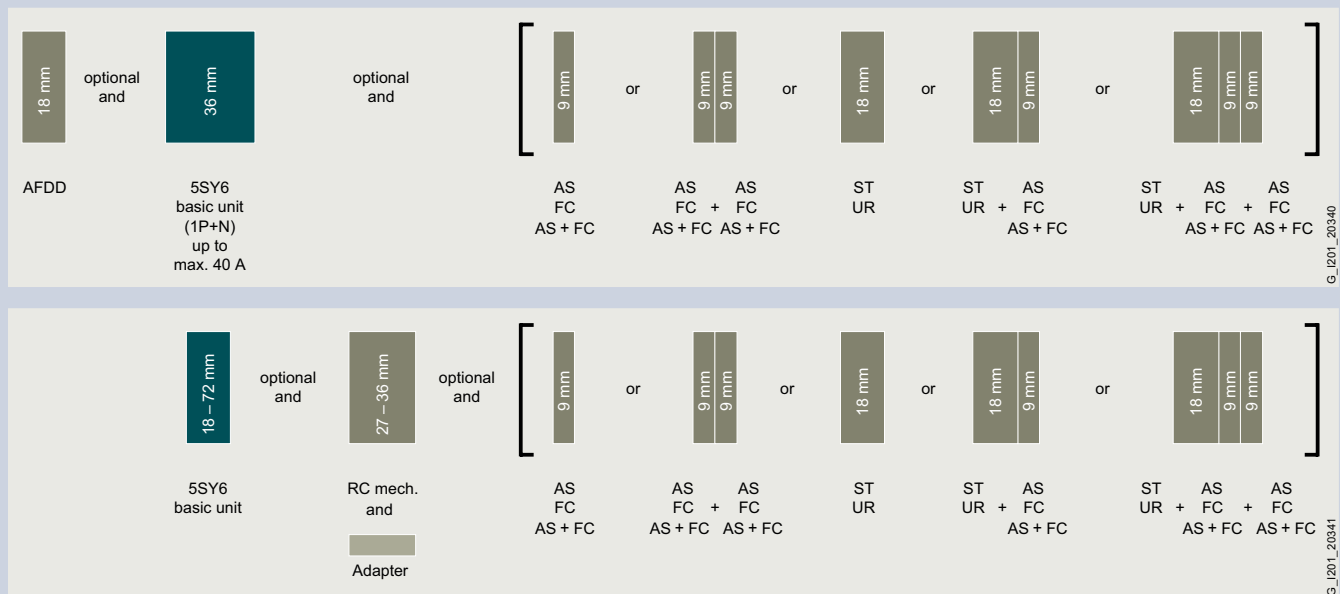 18 mm
optional
and
36 mm
optional
and
9 mm
or
9 mm
9 mm
or
18 mm
or
18 mm
9 mm
or
18 mm
9 mm
9 mm
AFDD
5SY6
basic unit
(1P+N)
up to
max. 40 A
AS
FC
AS + FC
AS AS
FC + FC
AS + FC AS + FC
ST
UR
ST AS
UR + FC
AS + FC
ST AS AS
UR + FC + FC
AS + FC AS + FC
G_I201_20340
18 – 72 mm
optional
and
27 – 36 mm
optional
and
9 mm
or
9 mm
9 mm
or
18 mm
or
18 mm
9 mm
or
18 mm
9 mm
9 mm
5SY6
basic unit
RC mech.
and
Adapter
AS
FC
AS + FC
AS AS
FC + FC
AS + FC AS + FC
ST
UR
ST AS
UR + FC
AS + FC
ST AS AS
UR + FC + FC
AS + FC AS + FC
G_I201_20341